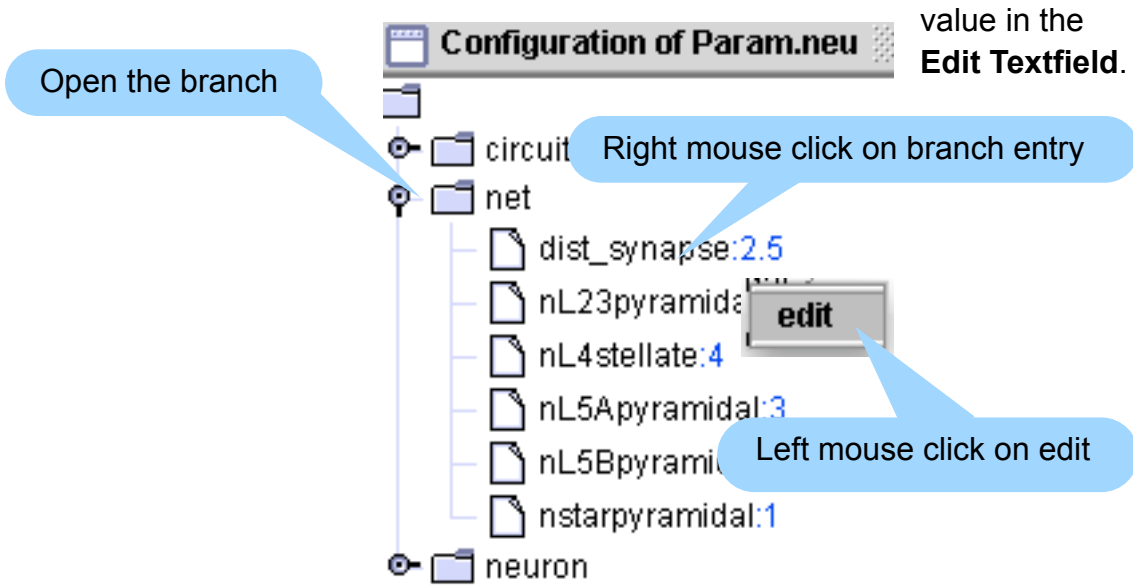 value in the
Edit Textfield.
Configuration of Param.neu
Open the branch
circuit
Right mouse click on branch entry
net
dist_synapse:2.5
nL23pyramida
edit
nL4stellate:4
nL5Apyramidal:3
Left mouse click on edit
nL5Bpyrami
nstarpyramidal:1
neuron